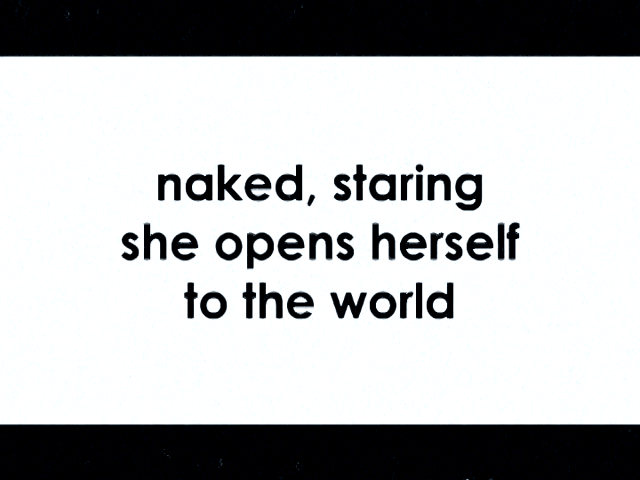 naked, staring
she opens herself
to the world